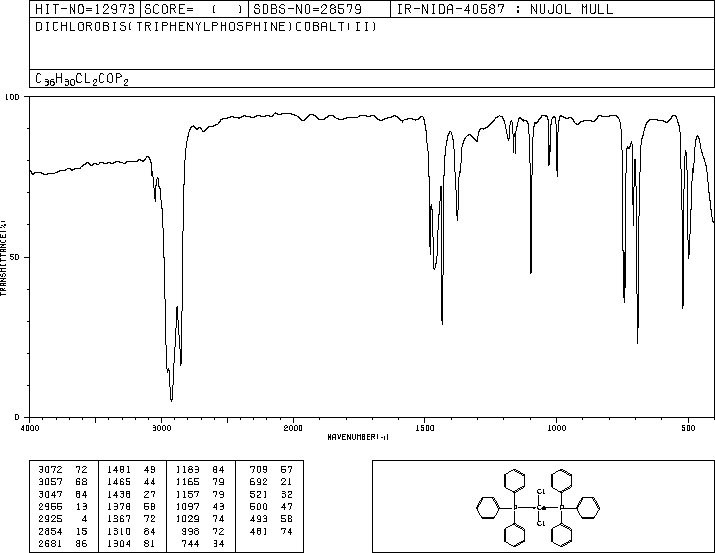 HIT-NO=12973 SCORE= ( ) SDBS-NO=28579 IR-NIDA-40587 : NUJOL MULL
DICHLOROBIS(TRIPHENYLPHOSPHINE)COBALT(II)
C36H30CL2COP2
100
50
0
TRANSMITTANCE(%)
4000 3000 2000 1500 1000 500
WAVENUMBER(-1)
3072 72 1481 49 1183 84 709 57
3057 68 1465 44 1165 79 692 21
3047 84 1438 27 1157 79 521 32
2955 13 1378 58 1097 43 500 47
2925 4 1367 72 1029 74 493 58
2854 15 1310 84 998 72 481 74
2681 86 1304 81 744 34
Cl
P Co P
Cl